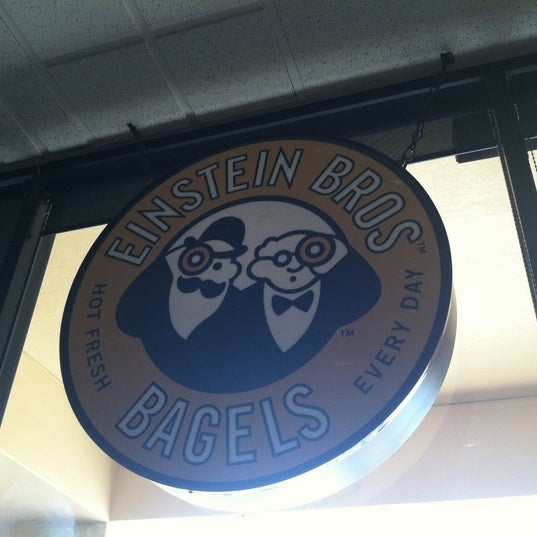 EINSTEIN BROS™
HOT FRESH
EVERY DAY
™
BAGELS